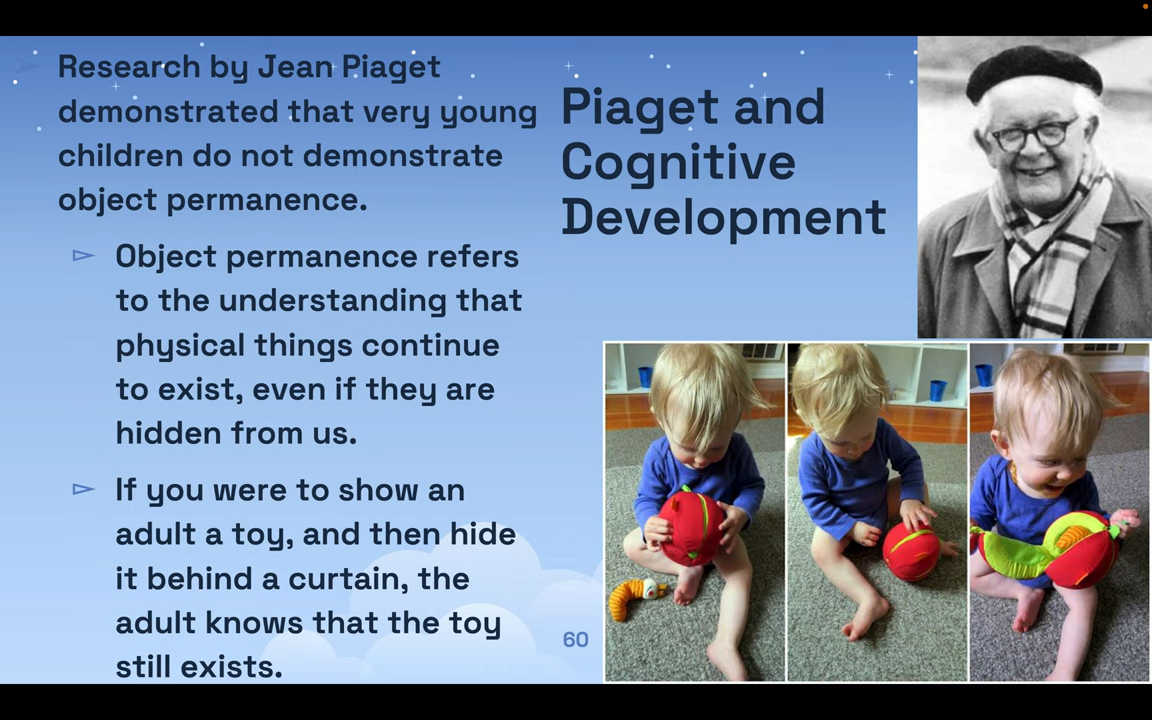 Research by Jean Piaget
demonstrated that very young
children do not demonstrate
object permanence.
Object permanence refers
to the understanding that
physical things continue
to exist, even if they are
hidden from us.
If you were to show an
adult a toy, and then hide
it behind a curtain, the
adult knows that the toy
still exists.
Piaget and
Cognitive
Development
60